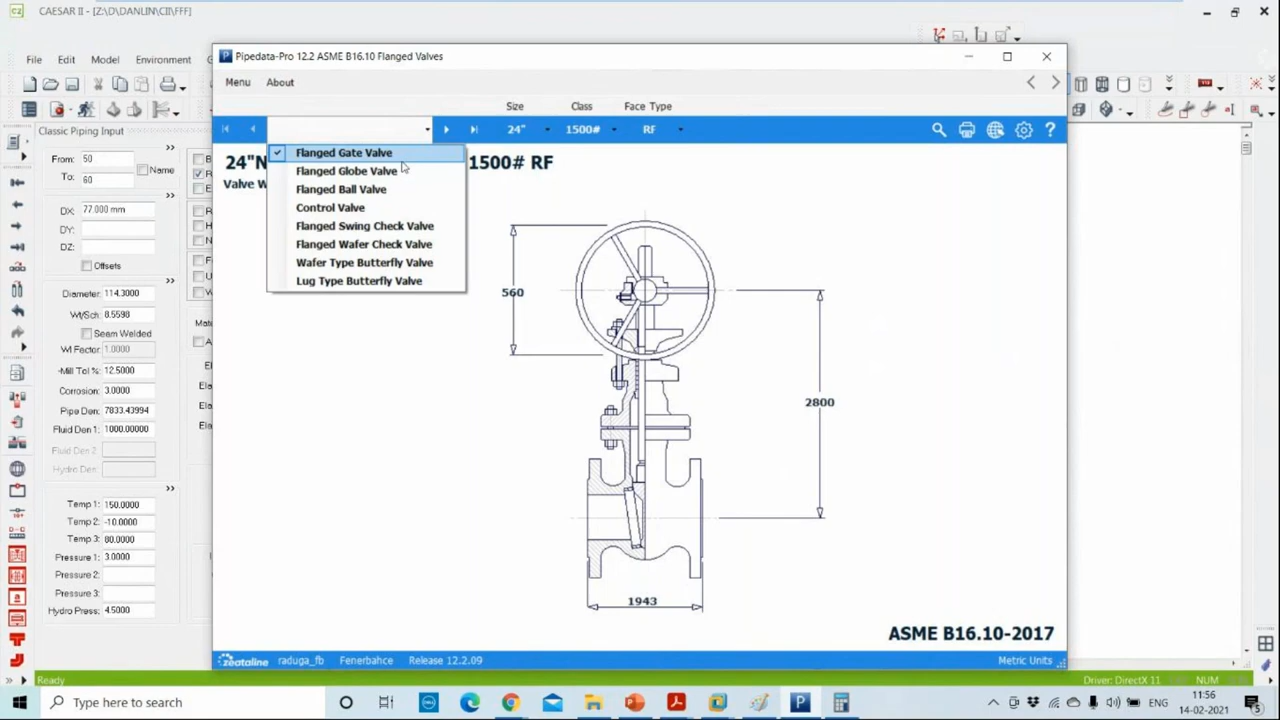 CAESAR II - [Z:\D\DANLIN\CII\FFF]
File Edit Model Environment
Classic Piping Input
From: 50
To: 60
Name
DX: 77.000 mm
DY:
DZ:
Offsets
Diameter: 114.3000
Wt/Sch: 8.5598
Seam Welded
Wl Factor: 1.0000
-Mill Tol %: 12.5000
Corrosion: 3.0000
Pipe Den: 7833.43994
Fluid Den 1: 1000.00000
Fluid Den 2:
Hydro Den:
Temp 1: 150.0000
Temp 2: -10.0000
Temp 3: 80.0000
Pressure 1: 3.0000
Pressure 2:
Pressure 3:
Hydro Press: 4.5000
Pipedata-Pro 12.2 ASME B16.10 Flanged Valves
Menu About
Size Class Face Type
24" 1500# RF
24"N 1500# RF
Valve W
Flanged Gate Valve
Flanged Globe Valve
Flanged Ball Valve
Control Valve
Flanged Swing Check Valve
Flanged Wafer Check Valve
Wafer Type Butterfly Valve
Lug Type Butterfly Valve
560
2800
1943
ASME B16.10-2017
zeataline raduga_fb Fenerbahce Release 12.2.09 Metric Units
Ready Driver: DirectX 11 NUM
Type here to search
ENG
11:56
14-02-2021
5